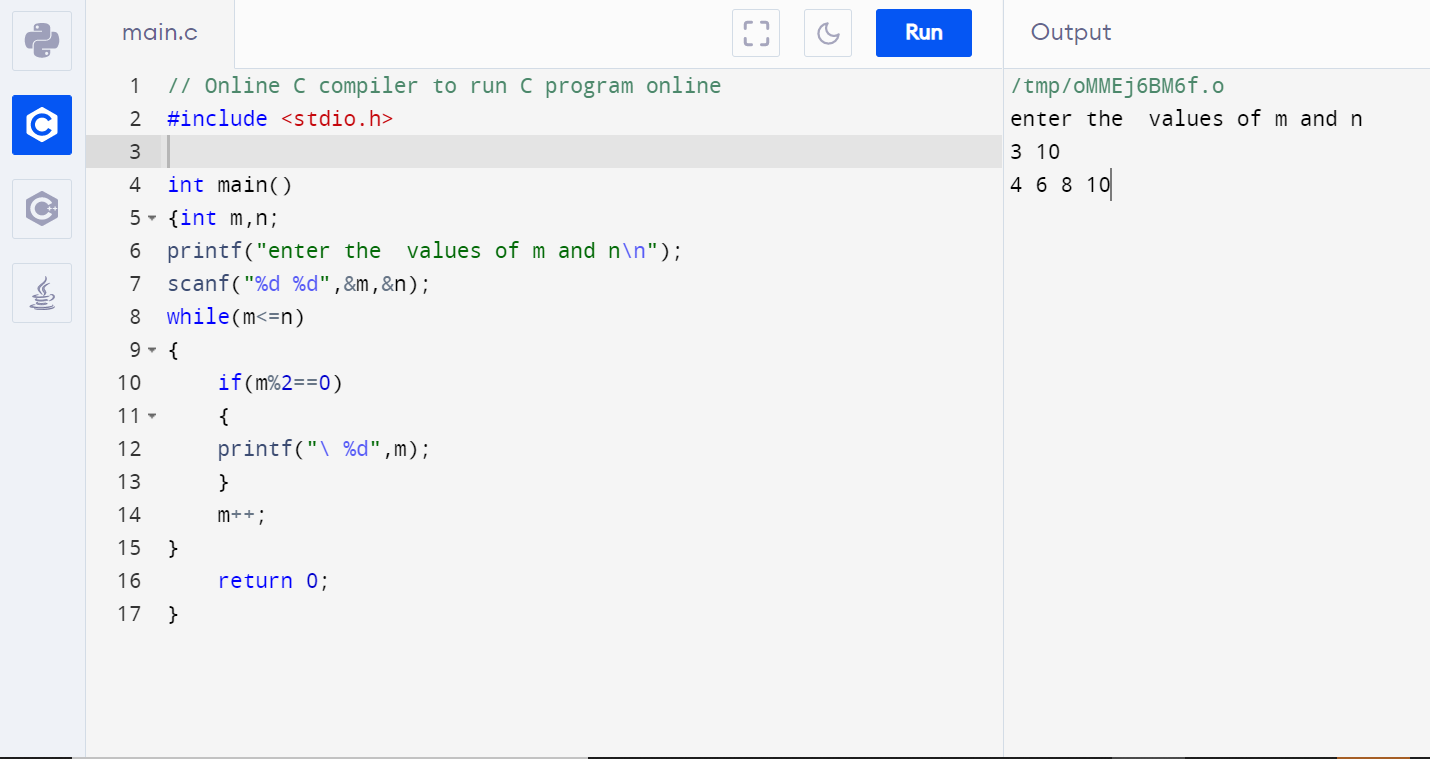 main.c
Run
Output
1 // Online C compiler to run C program online
2 #include <stdio.h>
3
4 int main()
5 {int m,n;
6 printf("enter the  values of m and n\n");
7 scanf("%d %d",&m,&n);
8 while(m<=n)
9 {
10     if(m%2==0)
11     {
12     printf("\ %d",m);
13     }
14     m++;
15 }
16     return 0;
17 }
/tmp/oMMEj6BM6f.o
enter the  values of m and n
3 10
4 6 8 10